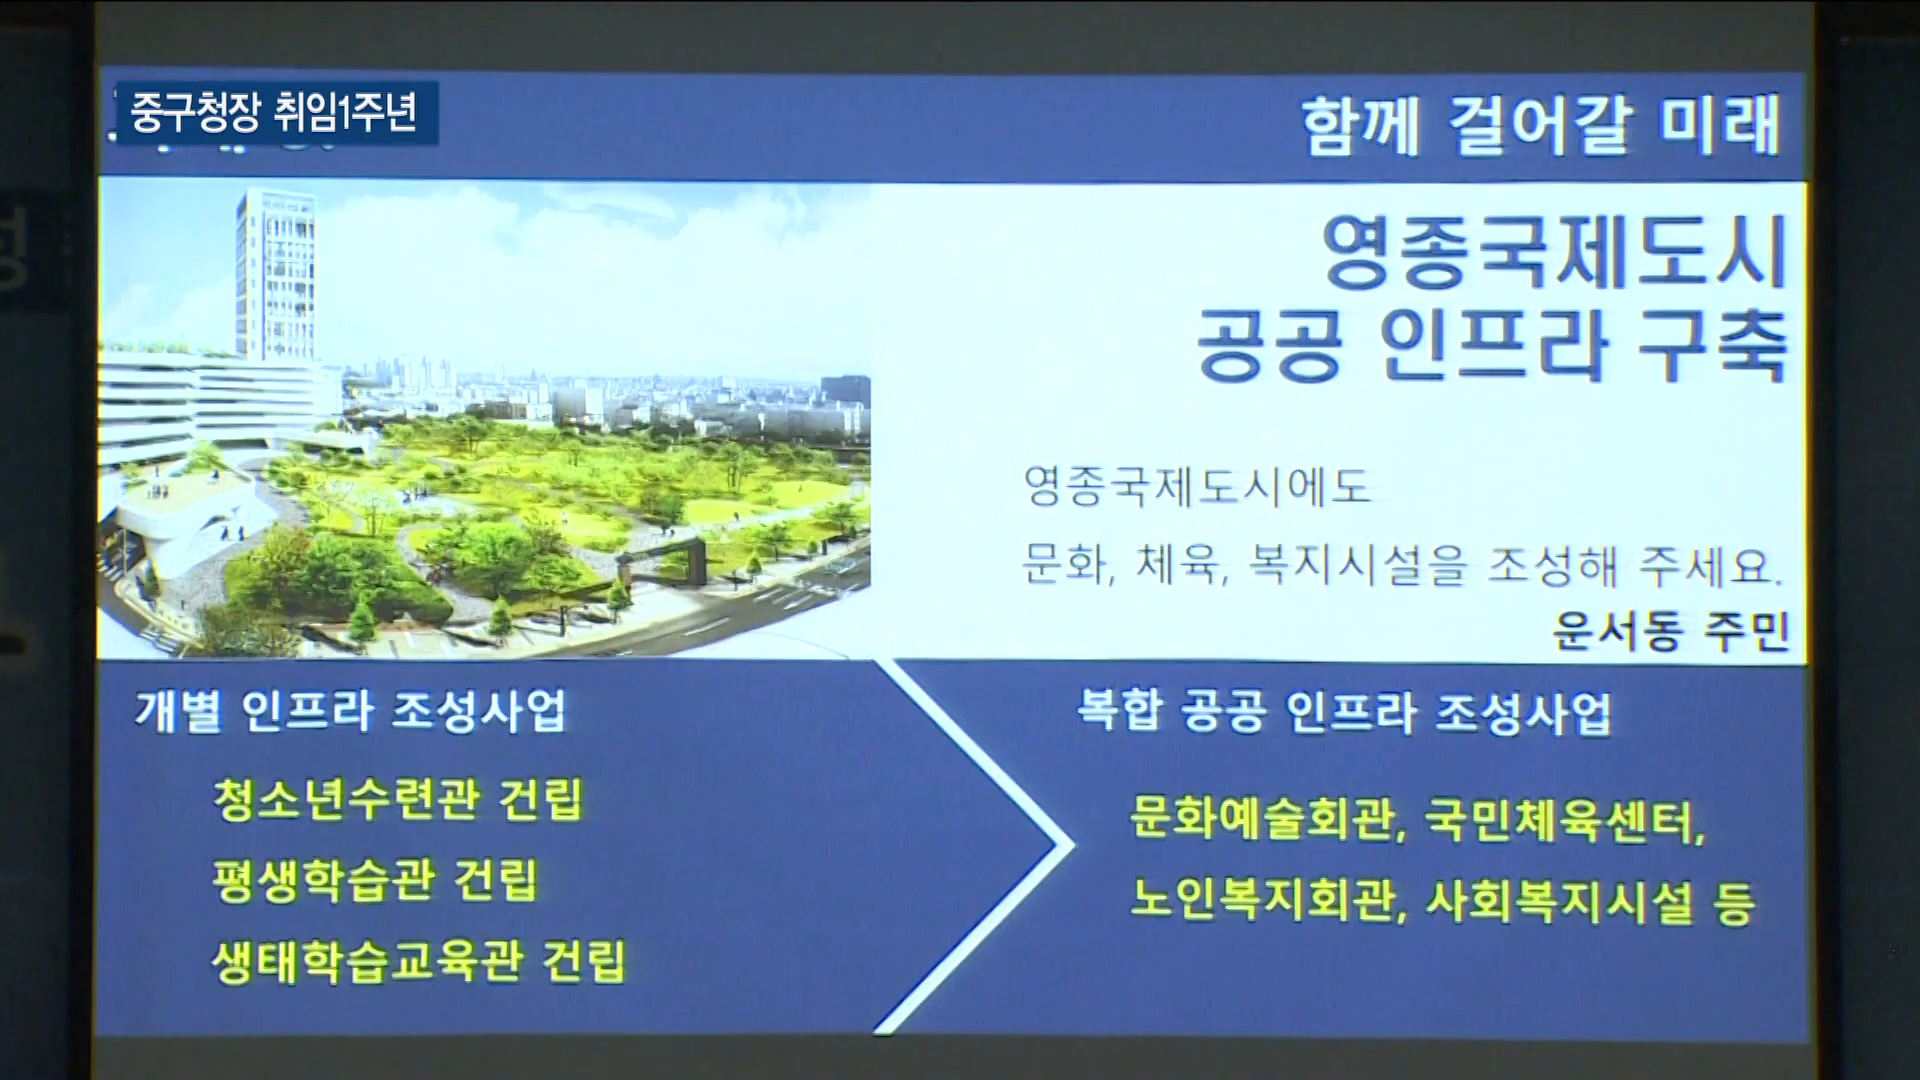 중구청장 취임1주년
함께 걸어갈 미래
영종국제도시
공공 인프라 구축
영종국제도시에도
문화, 체육, 복지시설을 조성해 주세요.
운서동 주민
개별 인프라 조성사업
청소년수련관 건립
평생학습관 건립
생태학습교육관 건립
복합 공공 인프라 조성사업
문화예술회관, 국민체육센터,
노인복지회관, 사회복지시설 등